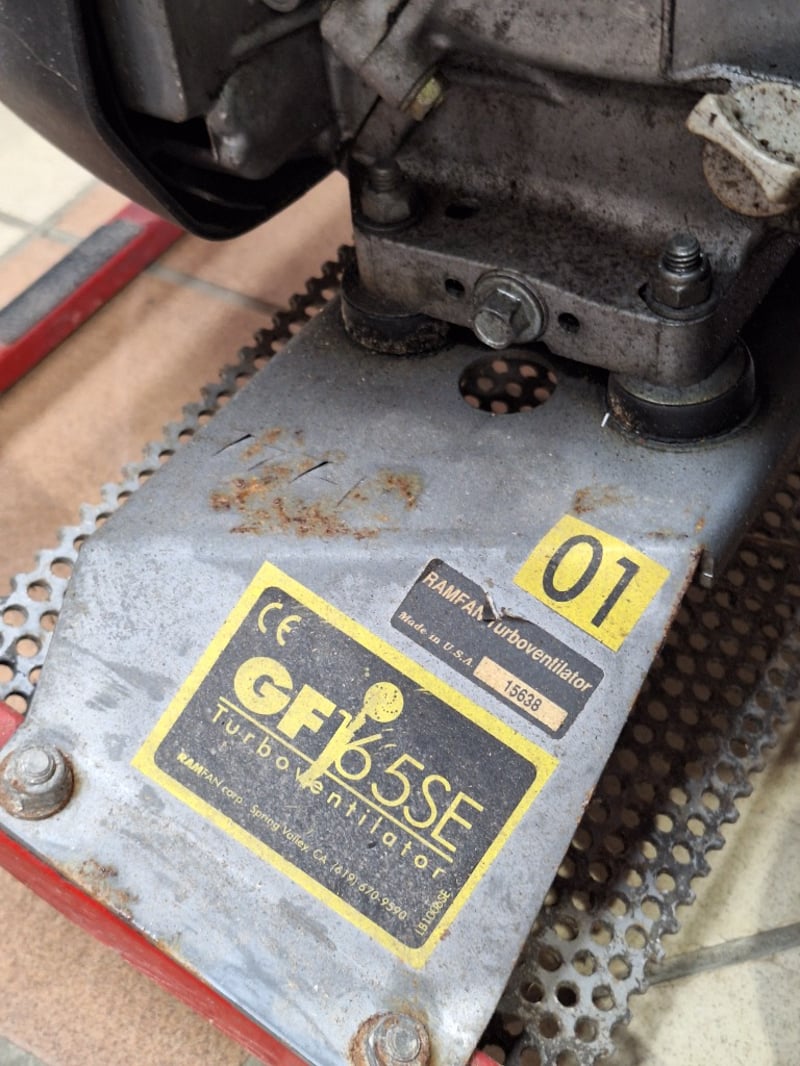 01
RAMFAN Turboventilator
Made in U.S.A.
15638
CE
GF165SE
Turboventilator
RAMFAN corp. Spring Valley, CA (619) 670-9590